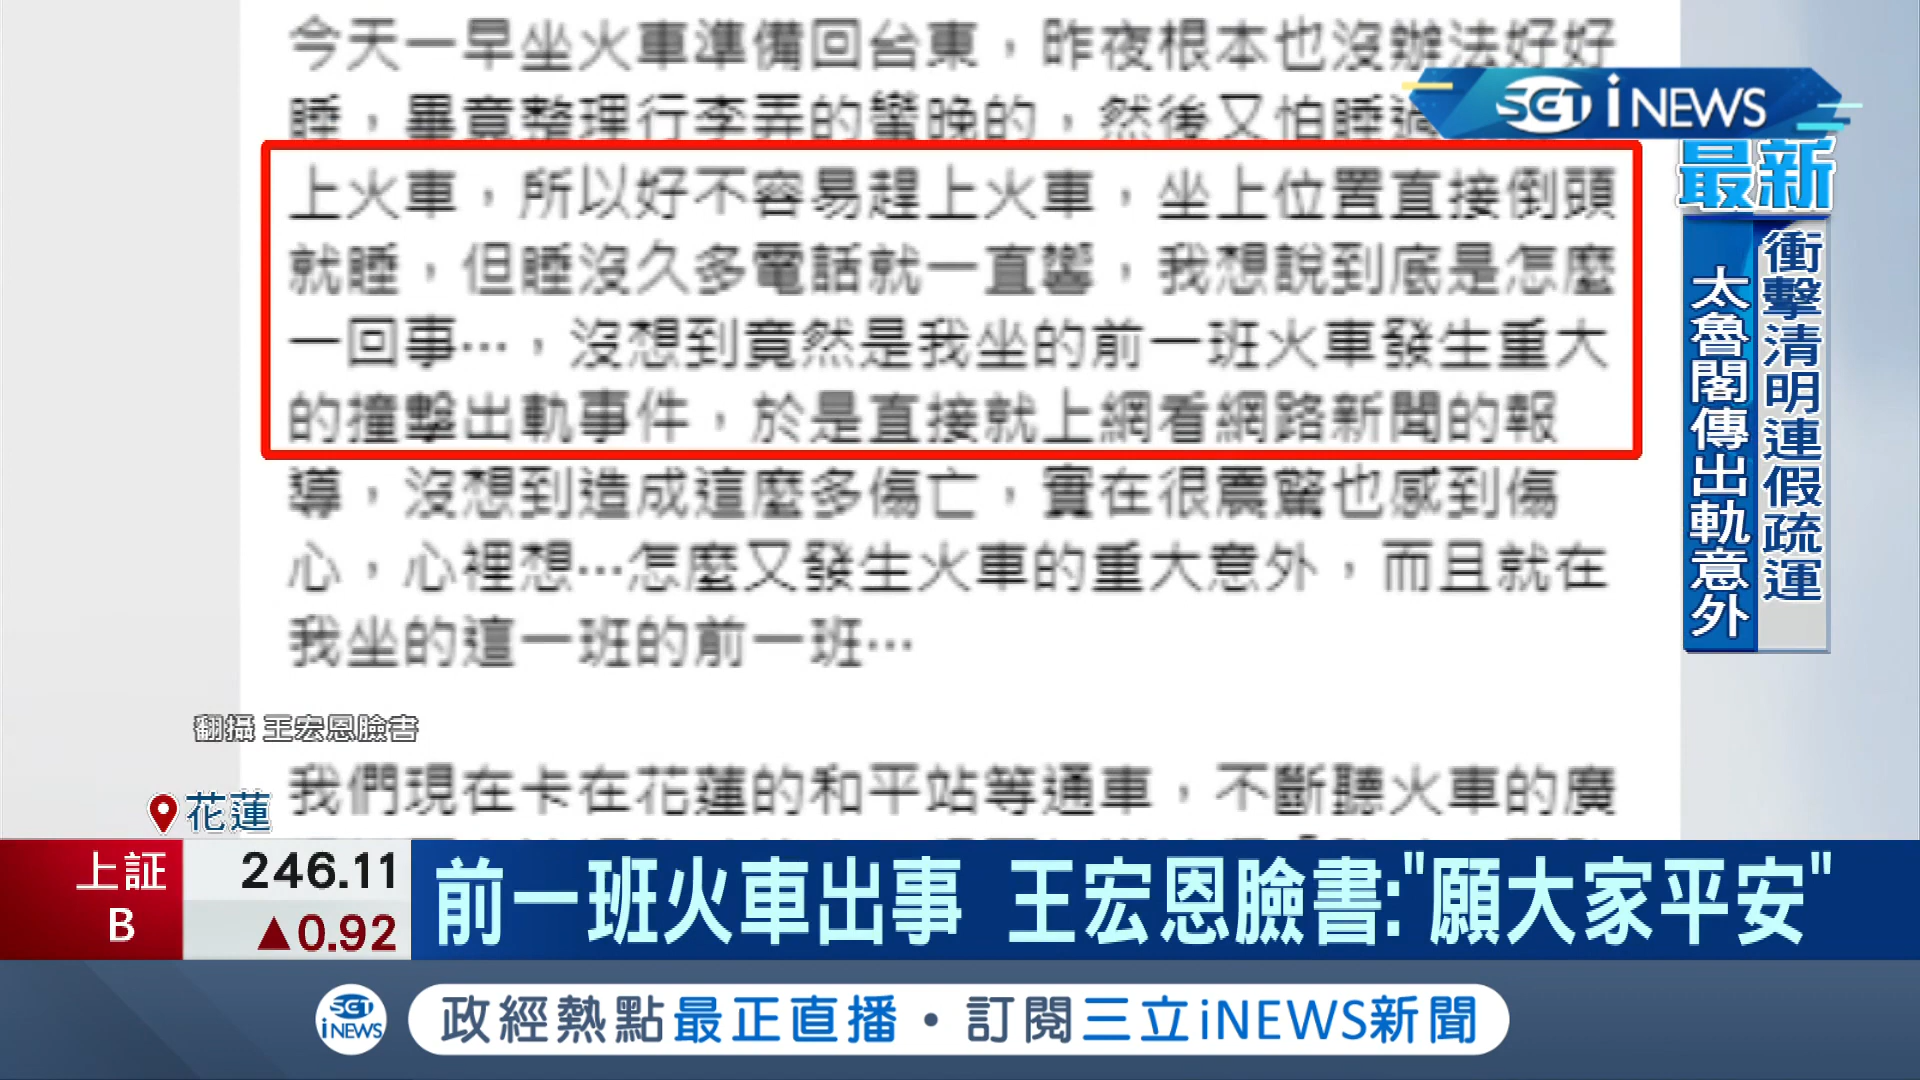 今天一早坐火車準備回台東，昨夜根本也沒辦法好好
睡，畢竟整理行李弄的蠻晚的，然後又怕睡過
上火車，所以好不容易趕上火車，坐上位置直接倒頭
就睡，但睡沒久多電話就一直響，我想說到底是怎麼
一回事…，沒想到竟然是我坐的前一班火車發生重大
的撞擊出軌事件，於是直接就上網看網路新聞的報
導，沒想到造成這麼多傷亡，實在很震驚也感到傷
心，心裡想…怎麼又發生火車的重大意外，而且就在
我坐的這一班的前一班…
我們現在卡在花蓮的和平站等通車，不斷聽火車的廣
SET iNEWS
最新
衝擊清明連假疏運
太魯閣傳出軌意外
翻攝 王宏恩臉書
花蓮
上証
B
246.11
▲0.92
前一班火車出事 王宏恩臉書:"願大家平安"
SET
iNEWS
政經熱點最正直播・訂閱三立iNEWS新聞